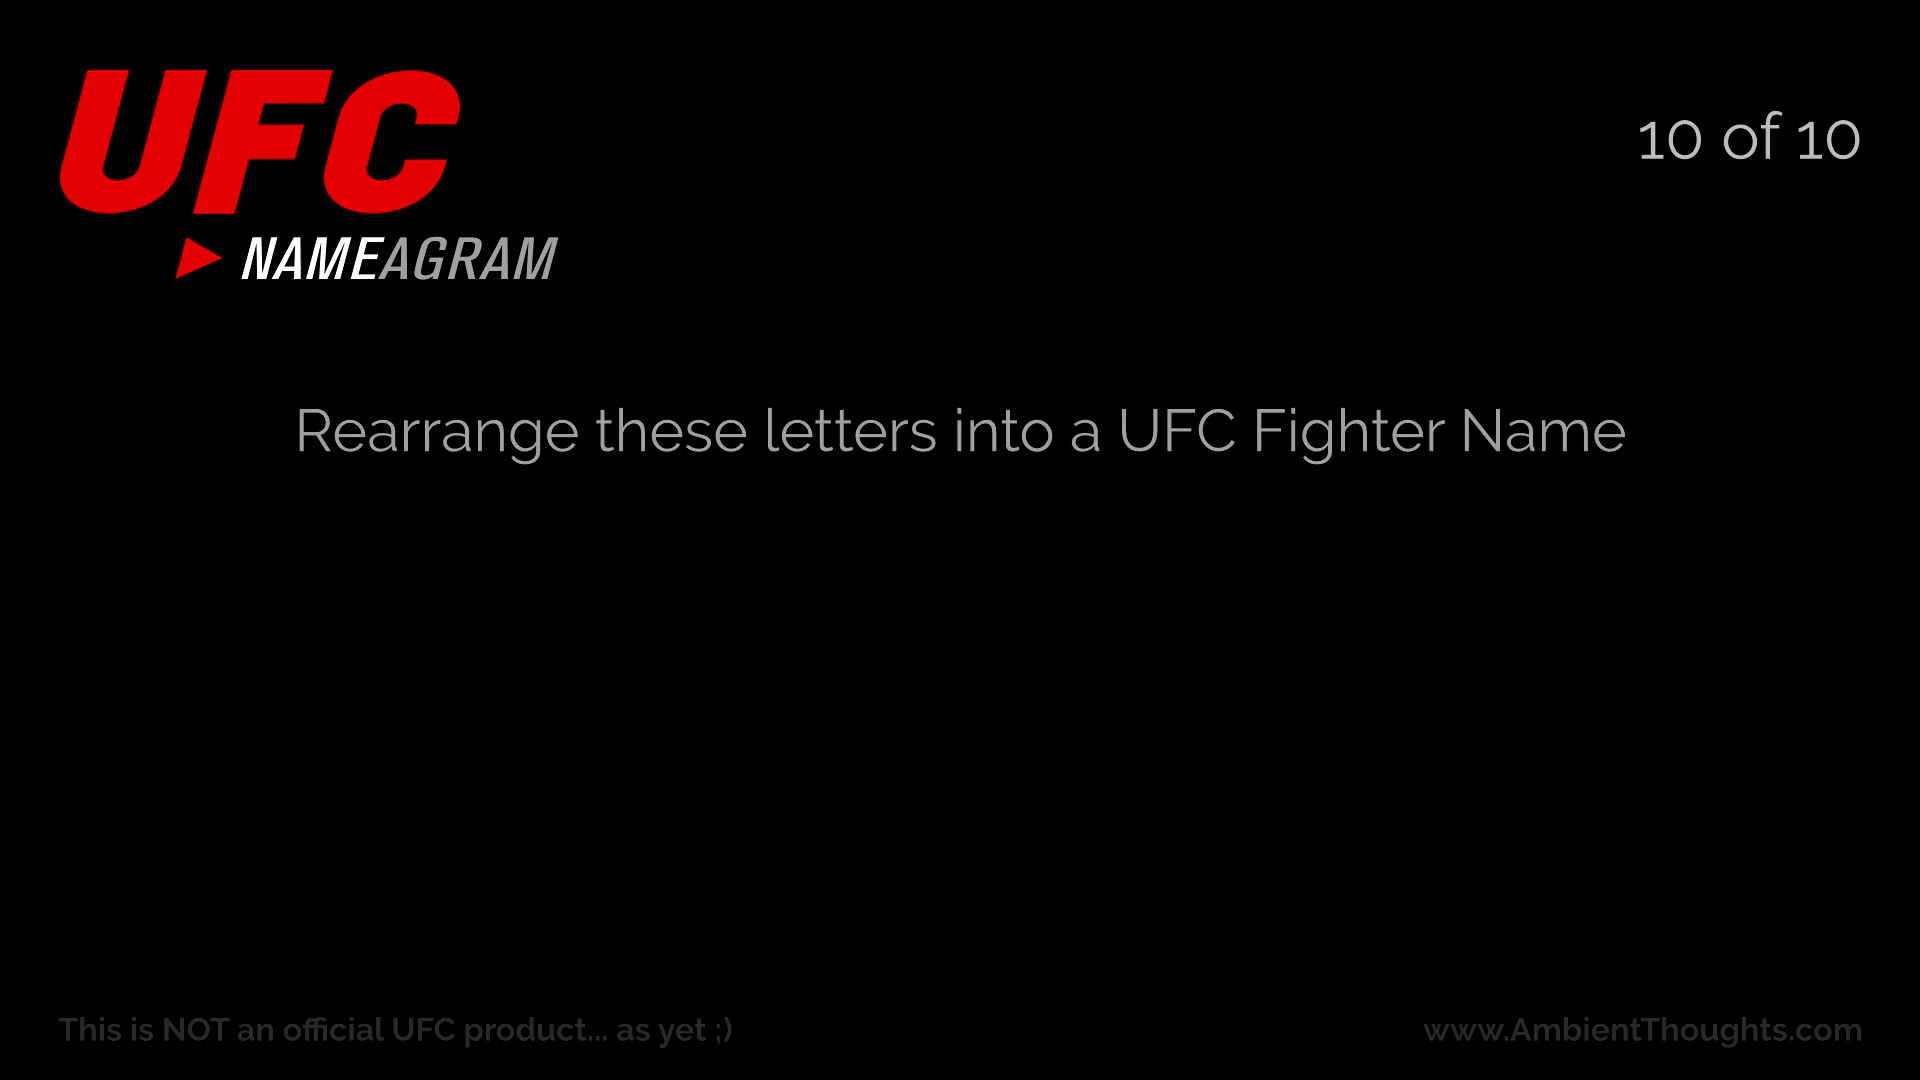 UFC
10 of 10
NAMEAGRAM
Rearrange these letters into a UFC Fighter Name
This is NOT an official UFC product... as yet ;)
www.AmbientThoughts.com